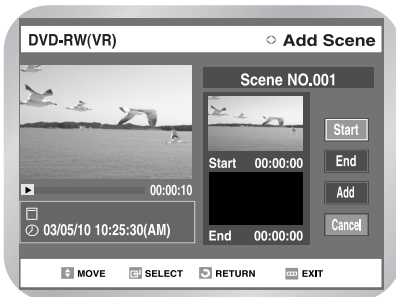 DVD-RW(VR)
Add Scene
Scene NO.001
Start 00:00:00
End 00:00:00
Start
End
Add
Cancel
00:00:10
03/05/10 10:25:30(AM)
MOVE SELECT RETURN EXIT